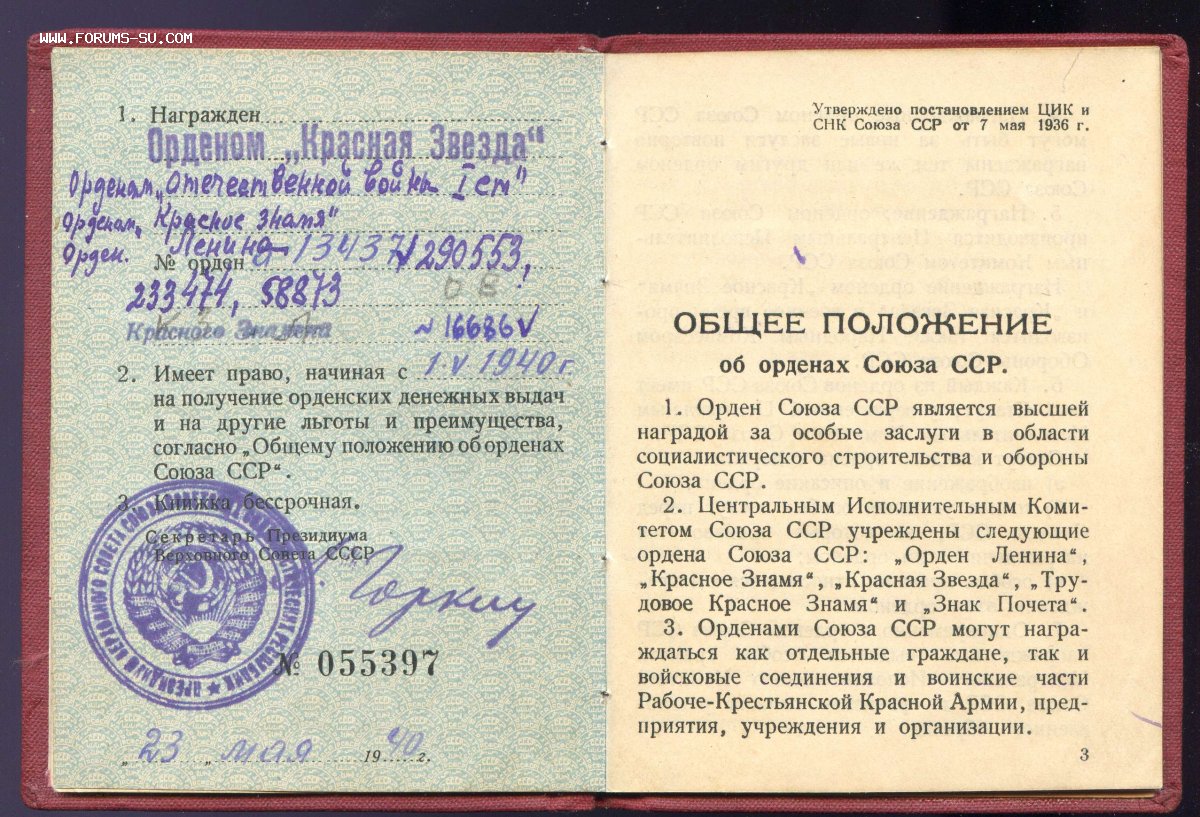 WWW.FORUMS-SU.COM
1. Награжден
Орденом „Красная Звезда“
Орденам „Отечественной войны I ст"
Орденам „Красное знамя"
Орден. Ленина - 13437 √ 290553,
№ орден
233474, 58873
Красного Знамени № 16686 √
2. Имеет право, начиная с 1.V 1940 г.
на получение орденских денежных выдач
и на другие льготы и преимущества,
согласно „Общему положению об орденах
Союза ССР“.
3. Книжка бессрочная.
Секретарь Президиума
Верховного Совета СССР
Горкин
№ 055397
„23„ мая 1940 г.
Утверждено постановлением ЦИК и
СНК Союза ССР от 7 мая 1936 г.
ОБЩЕЕ ПОЛОЖЕНИЕ
об орденах Союза ССР.
1. Орден Союза ССР является высшей
наградой за особые заслуги в области
социалистического строительства и обороны
Союза ССР.
2. Центральным Исполнительным Коми-
тетом Союза ССР учреждены следующие
ордена Союза ССР: „Орден Ленина“,
„Красное Знамя“, „Красная Звезда“, „Тру-
довое Красное Знамя“ и „Знак Почета“.
3. Орденами Союза ССР могут награ-
ждаться как отдельные граждане, так и
войсковые соединения и воинские части
Рабоче-Крестьянской Красной Армии, пред-
приятия, учреждения и организации.
3